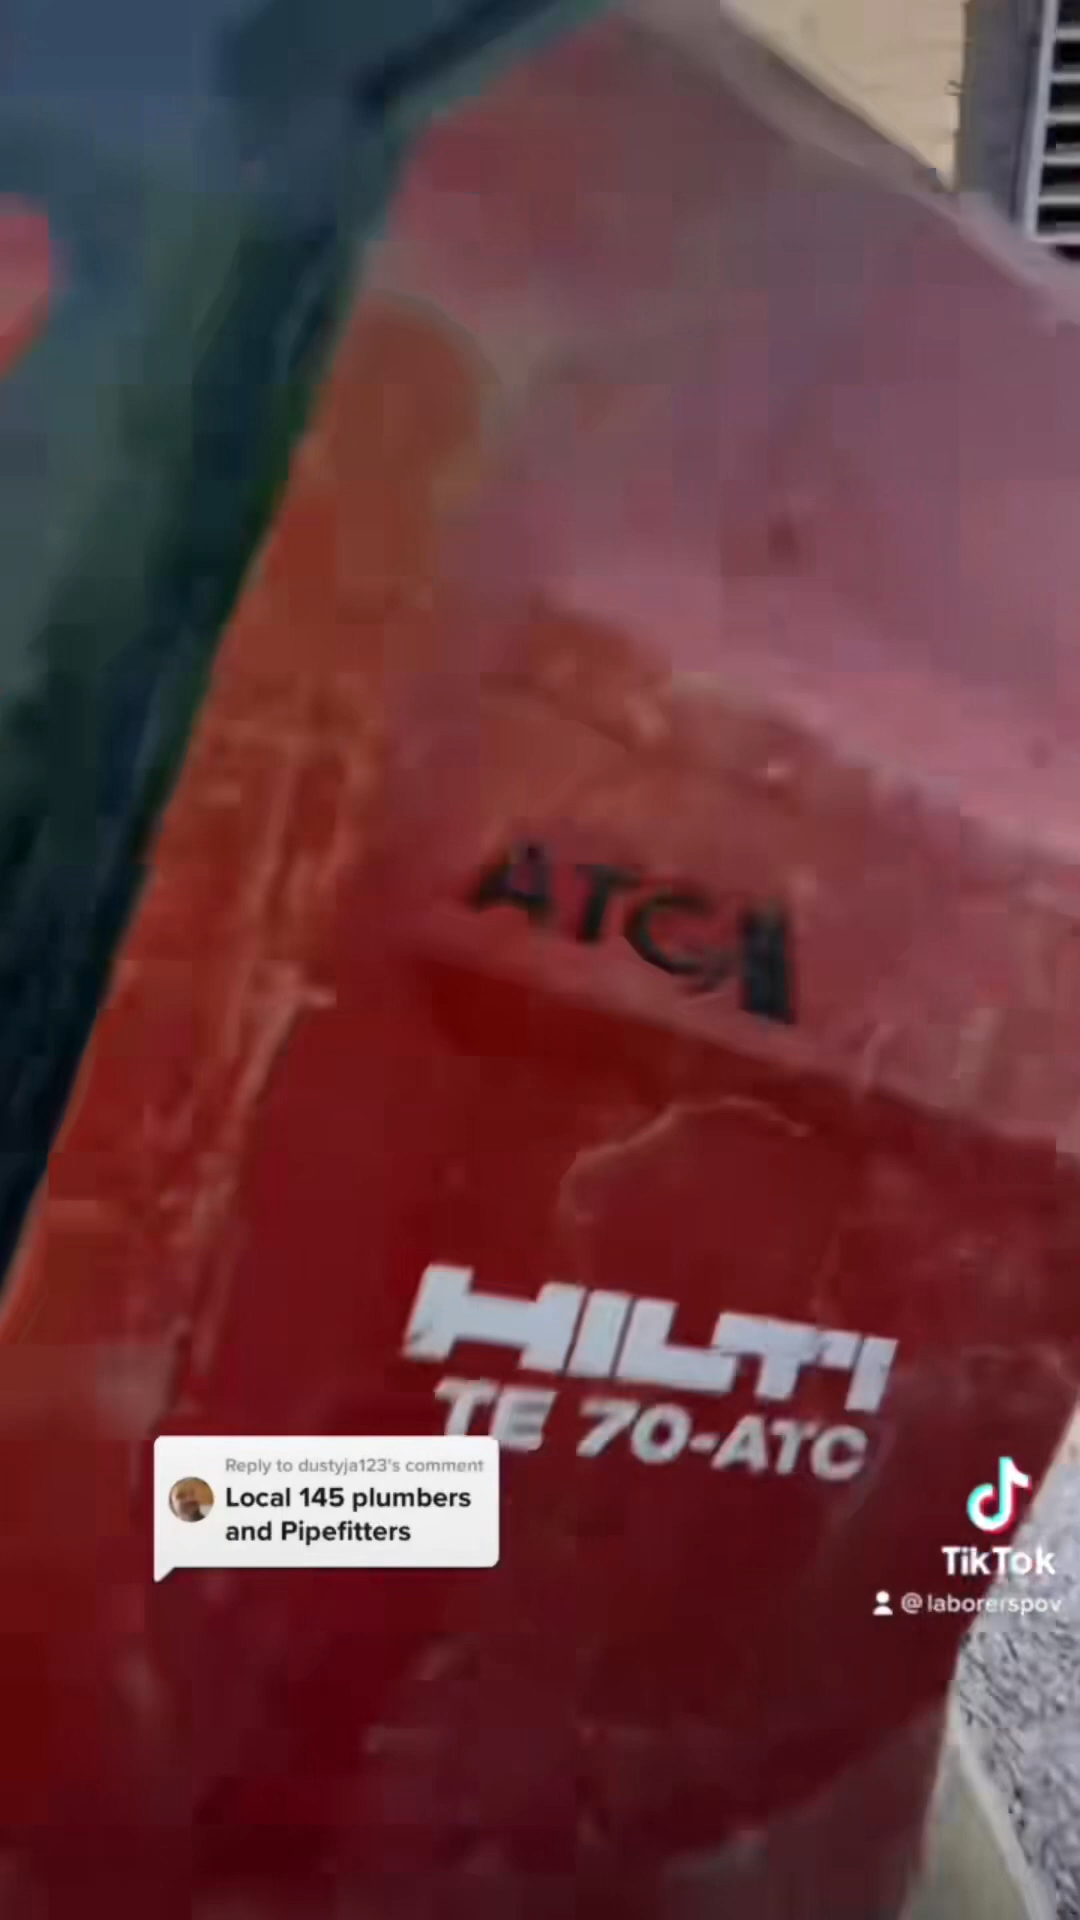 ATC
HILTI
TE 70-ATC
Reply to dustyja123's comment
Local 145 plumbers
and Pipefitters
TikTok
@laborerspov